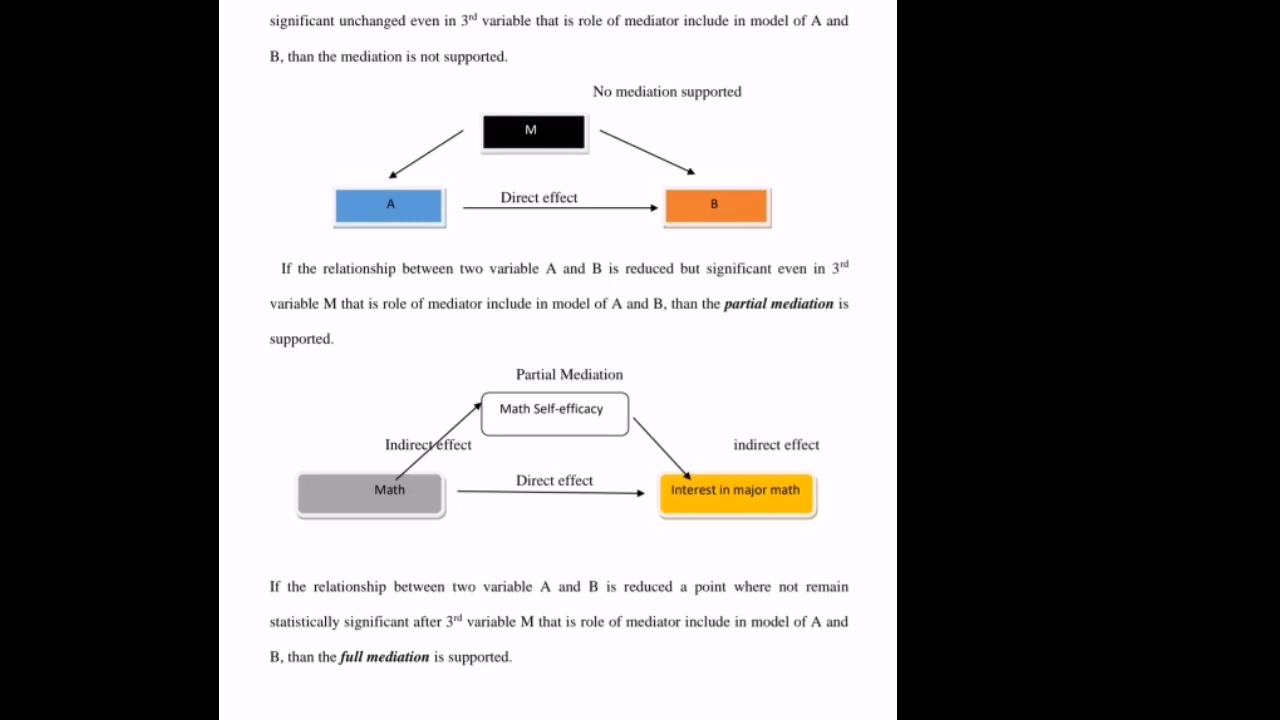 significant unchanged even in 3rd variable that is role of mediator include in model of A and
B, than the mediation is not supported.
No mediation supported
M
Direct effect
A
B
If the relationship between two variable A and B is reduced but significant even in 3rd
variable M that is role of mediator include in model of A and B, than the partial mediation is
supported.
Partial Mediation
Math Self-efficacy
Indirect effect
indirect effect
Direct effect
Math
Interest in major math
If the relationship between two variable A and B is reduced a point where not remain
statistically significant after 3rd variable M that is role of mediator include in model of A and
B, than the full mediation is supported.